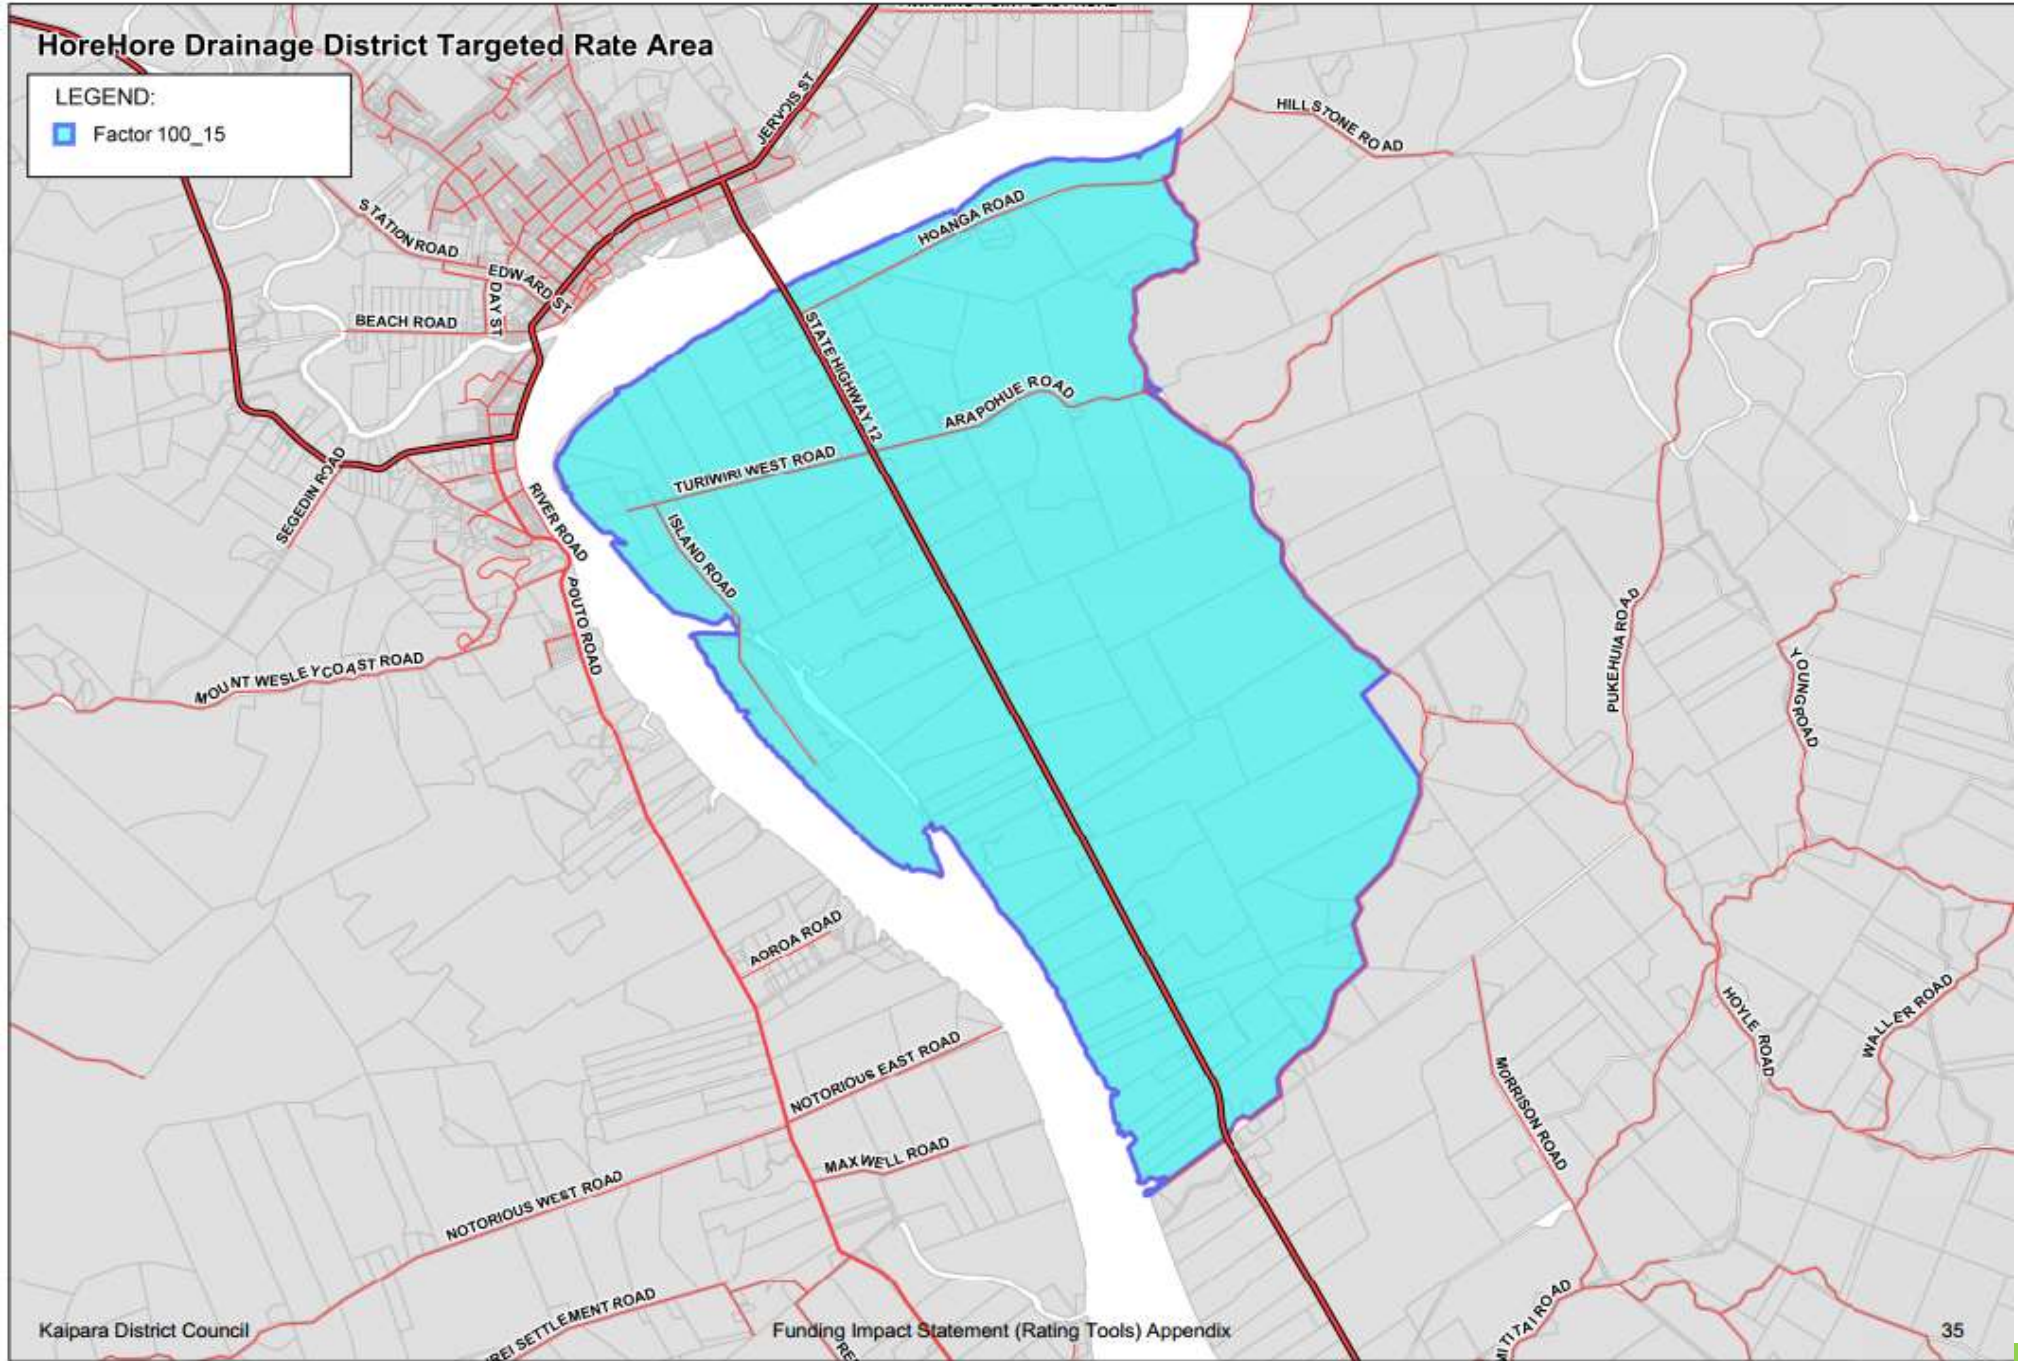 HoreHore Drainage District Targeted Rate Area
LEGEND:
Factor 100_15
JERVOIS ST
HILLSTONE ROAD
STATION ROAD
HOANGA ROAD
EDWARD ST
DAY ST
BEACH ROAD
STATE HIGHWAY 12
ARAPOHUE ROAD
TURIWIRI WEST ROAD
SEGEDIN ROAD
RIVER ROAD
ISLAND ROAD
POUTO ROAD
PUKEHUIA ROAD
YOUNG ROAD
MOUNT WESLEY COAST ROAD
AOROA ROAD
HOYLE ROAD
WALLER ROAD
NOTORIOUS EAST ROAD
MORRISON ROAD
MAXWELL ROAD
NOTORIOUS WEST ROAD
SETTLEMENT ROAD
ROAD
Kaipara District Council
Funding Impact Statement (Rating Tools) Appendix
35